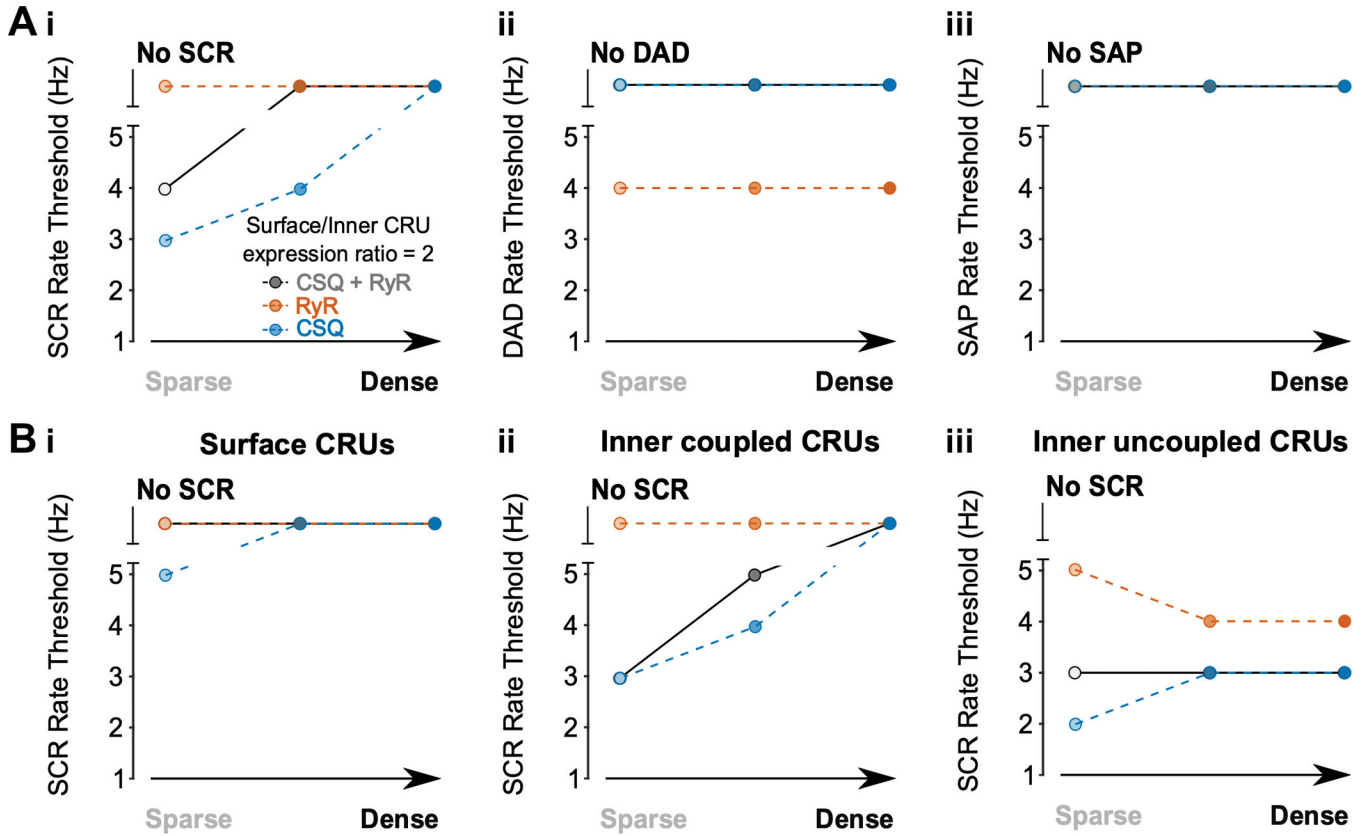 A i
No SCR
SCR Rate Threshold (Hz)
5
4
3
2
1
Surface/Inner CRU
expression ratio = 2
CSQ + RyR
RyR
CSQ
Sparse
Dense
ii
No DAD
DAD Rate Threshold (Hz)
5
4
3
2
1
Sparse
Dense
iii
No SAP
SAP Rate Threshold (Hz)
5
4
3
2
1
Sparse
Dense
B i
Surface CRUs
No SCR
SCR Rate Threshold (Hz)
5
4
3
2
1
Sparse
Dense
ii
Inner coupled CRUs
No SCR
SCR Rate Threshold (Hz)
5
4
3
2
1
Sparse
Dense
iii
Inner uncoupled CRUs
No SCR
SCR Rate Threshold (Hz)
5
4
3
2
1
Sparse
Dense